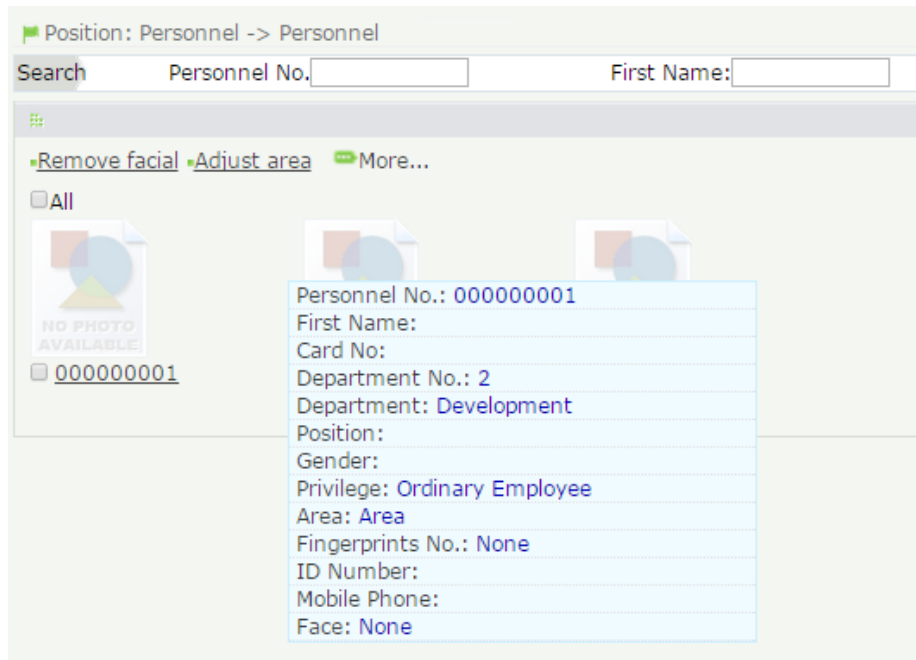 Position: Personnel -> Personnel
Search Personnel No. First Name:
Remove facial Adjust area More...
All
NO PHOTO
AVAILABLE
000000001
Personnel No.: 000000001
First Name:
Card No:
Department No.: 2
Department: Development
Position:
Gender:
Privilege: Ordinary Employee
Area: Area
Fingerprints No.: None
ID Number:
Mobile Phone:
Face: None